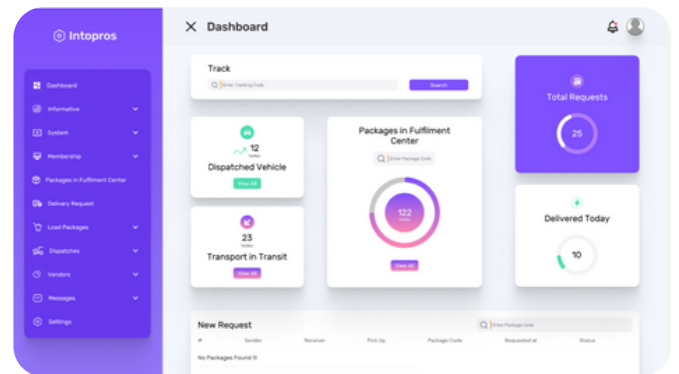 Intopros
Dashboard
Informative
System
Membership
Packages in Fulfilment Center
Delivery Request
Load Packages
Dispatches
Vendors
Messages
Settings
Dashboard
Track
Enter Tracking Code
Search
12
today
Dispatched Vehicle
View All
23
today
Transport in Transit
View All
Packages in Fulfilment
Center
Enter Package Code
122
today
View All
Total Requests
25
Delivered Today
10
New Request
Enter Package Code
# Sender Receiver Pick Up Package Code Requested at Status
No Packages Found !!